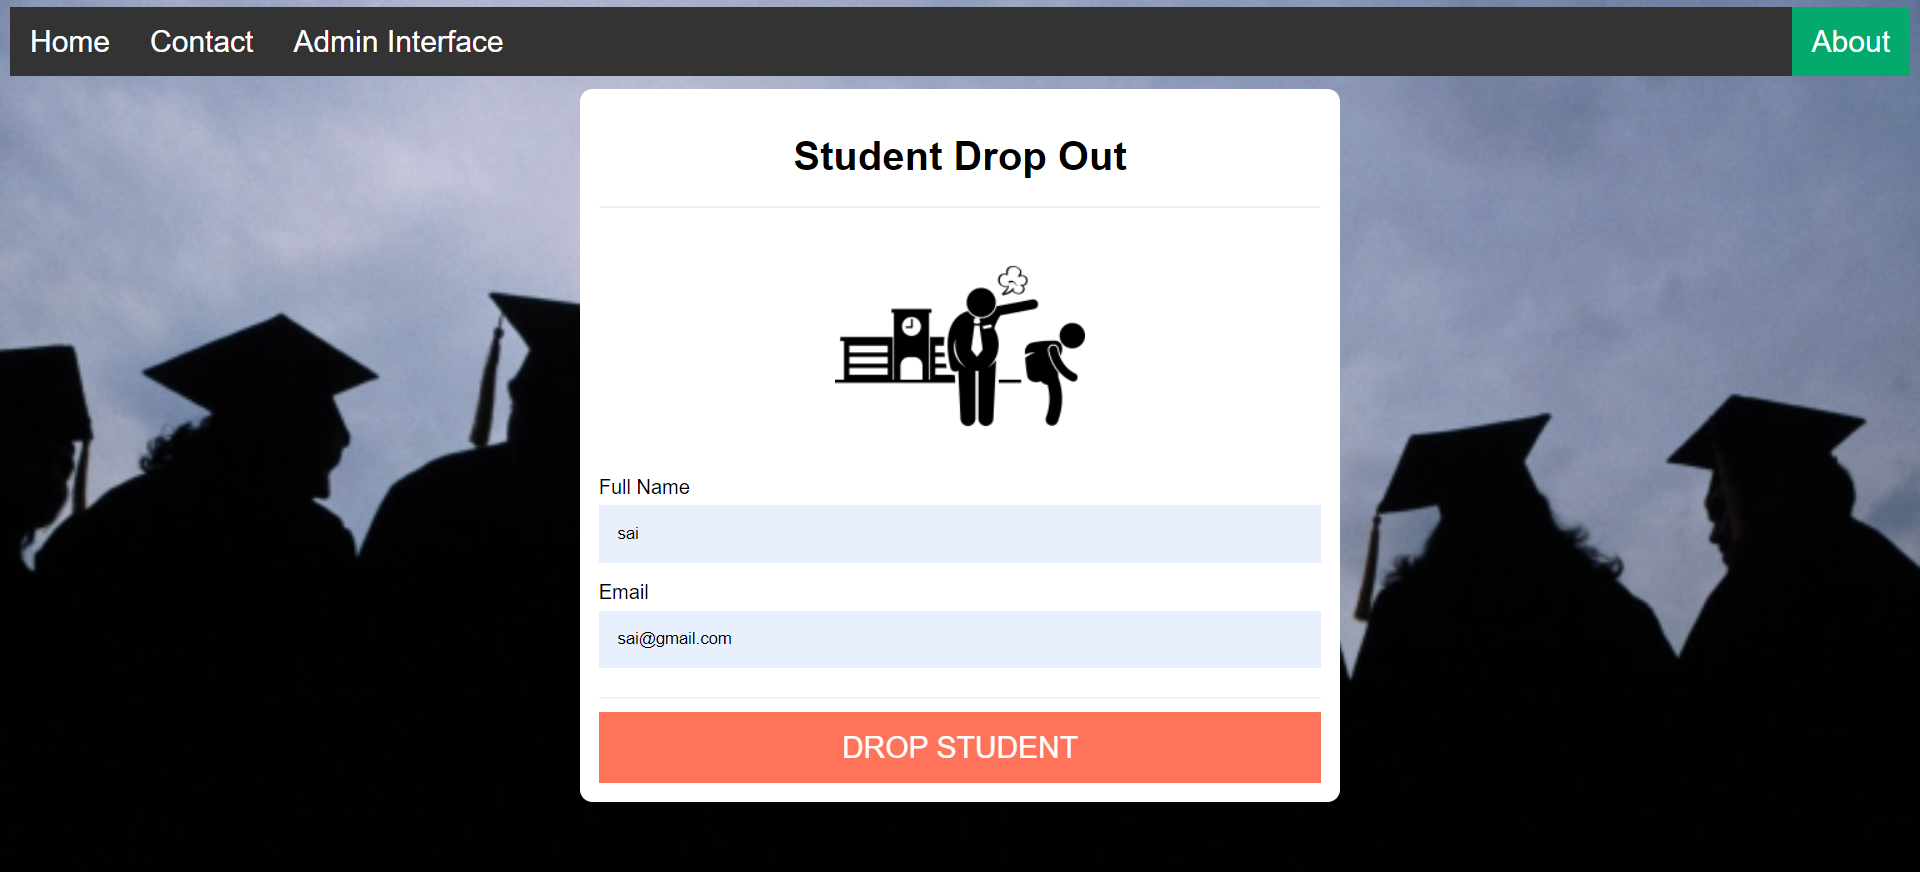 Home Contact Admin Interface About
Student Drop Out
Full Name
sai
Email
sai@gmail.com
DROP STUDENT